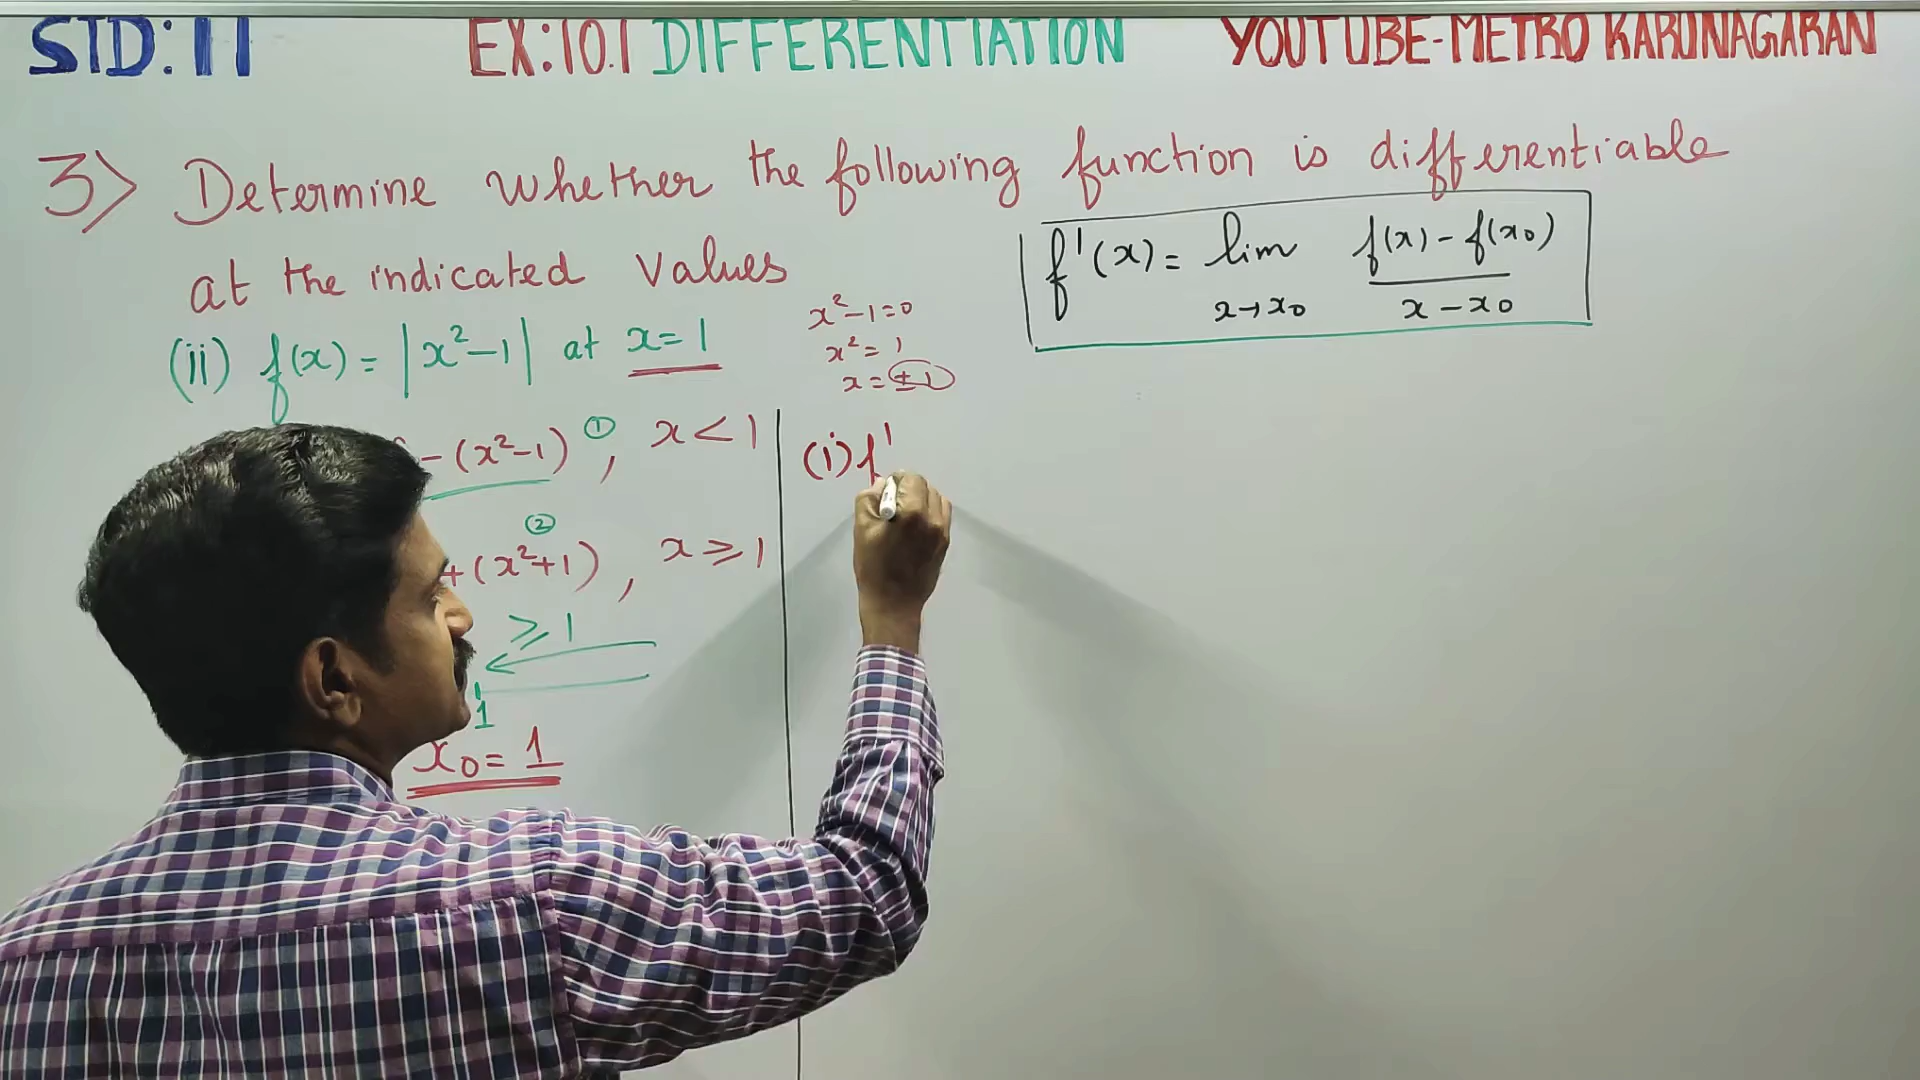 STD:11 EX:10.1 DIFFERENTIATION YOUTUBE-METRO KARUNAGARAN
3> Determine whether the following function is differentiable
at the indicated values
f'(x) = lim x→x₀ f(x) - f(x₀) / x - x₀
(ii) f(x) = |x²-1| at x=1
x²-1=0
x²=1
x=±1
-(x²-1) ①, x<1
+(x²+1) ②, x≥1
≥1
1
x₀=1
(i) f'